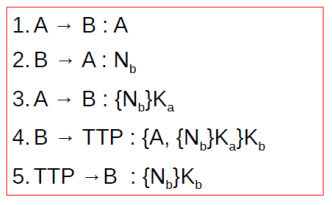 1. A → B : A
2. B → A : N_b
3. A → B : {N_b}K_a
4. B → TTP : {A, {N_b}K_a}K_b
5. TTP →B : {N_b}K_b